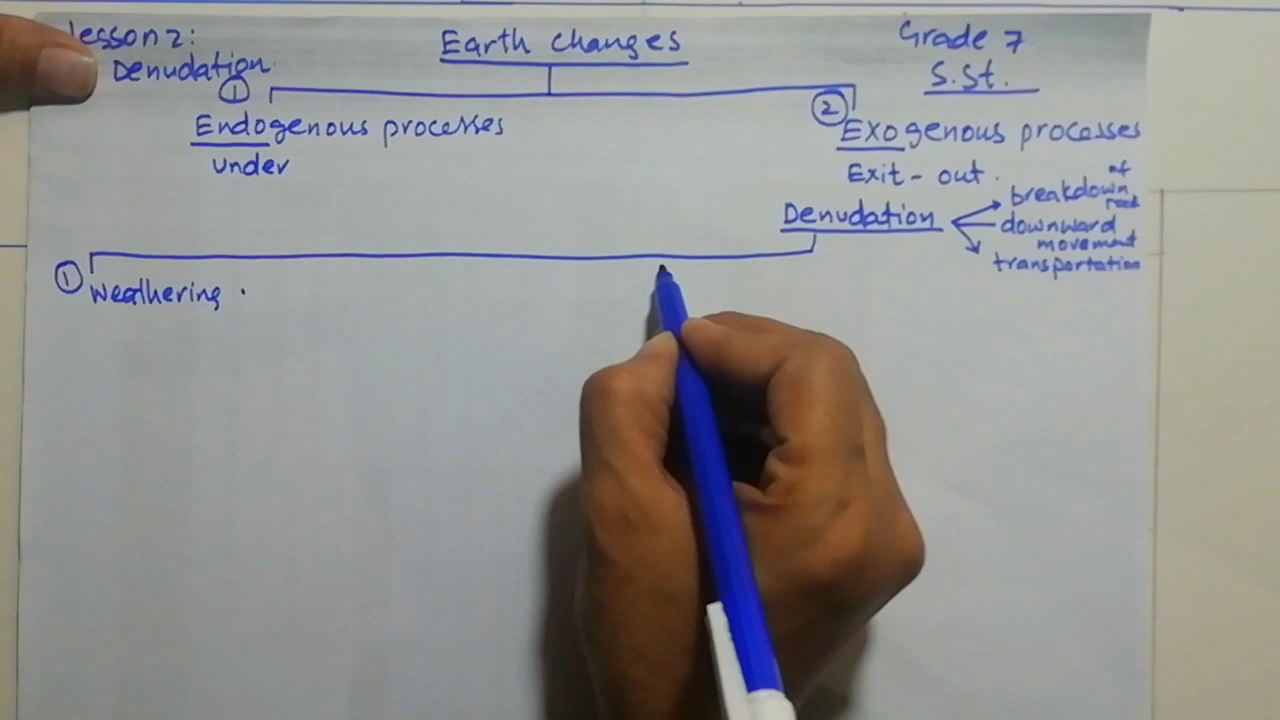 lesson 2:
Denudation
Earth changes
Grade 7
S.St.
① Endogenous processes
under
② Exogenous processes
Exit - out.
Denudation
breakdown of rock
downward movement
transportation
① Weathering.